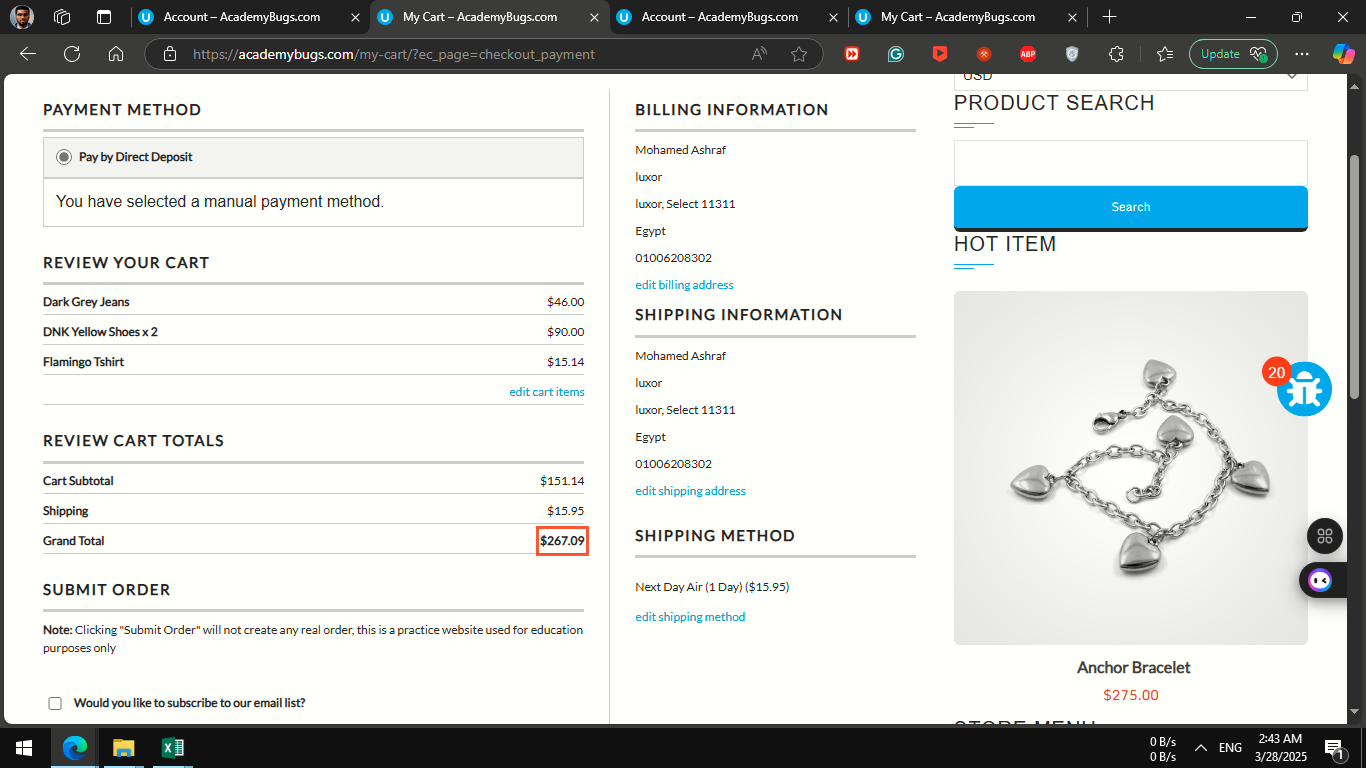 Account – AcademyBugs.com
My Cart – AcademyBugs.com
Account – AcademyBugs.com
My Cart – AcademyBugs.com
https://academybugs.com/my-cart/?ec_page=checkout_payment
ABP
Update
PAYMENT METHOD
Pay by Direct Deposit
You have selected a manual payment method.
REVIEW YOUR CART
Dark Grey Jeans $46.00
DNK Yellow Shoes x 2 $90.00
Flamingo Tshirt $15.14
edit cart items
REVIEW CART TOTALS
Cart Subtotal $151.14
Shipping $15.95
Grand Total $267.09
SUBMIT ORDER
Note: Clicking "Submit Order" will not create any real order, this is a practice website used for education
purposes only
Would you like to subscribe to our email list?
BILLING INFORMATION
Mohamed Ashraf
luxor
luxor, Select 11311
Egypt
01006208302
edit billing address
SHIPPING INFORMATION
Mohamed Ashraf
luxor
luxor, Select 11311
Egypt
01006208302
edit shipping address
SHIPPING METHOD
Next Day Air (1 Day) ($15.95)
edit shipping method
USD
PRODUCT SEARCH
Search
HOT ITEM
20
Anchor Bracelet
$275.00
STORE MENU
0 B/s
0 B/s
ENG
2:43 AM
3/28/2025
1